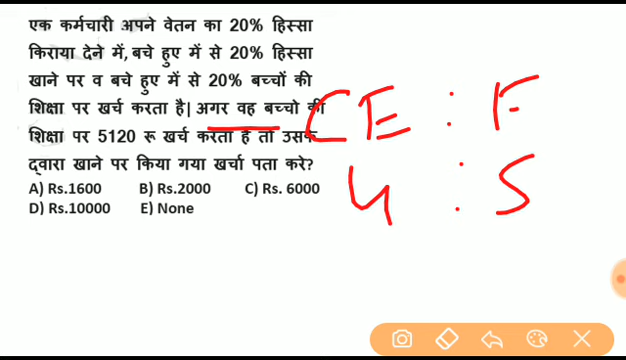 एक कर्मचारी अपने वेतन का 20% हिस्सा
किराया देने में, बचे हुए में से 20% हिस्सा
खाने पर व बचे हुए में से 20% बच्चों की
शिक्षा पर खर्च करता है| अगर वह बच्चो की
शिक्षा पर 5120 रू खर्च करता है तो उसके
द्वारा खाने पर किया गया खर्चा पता करे?
A) Rs.1600 B) Rs.2000 C) Rs. 6000
D) Rs.10000 E) None
CE : F
4 : 5